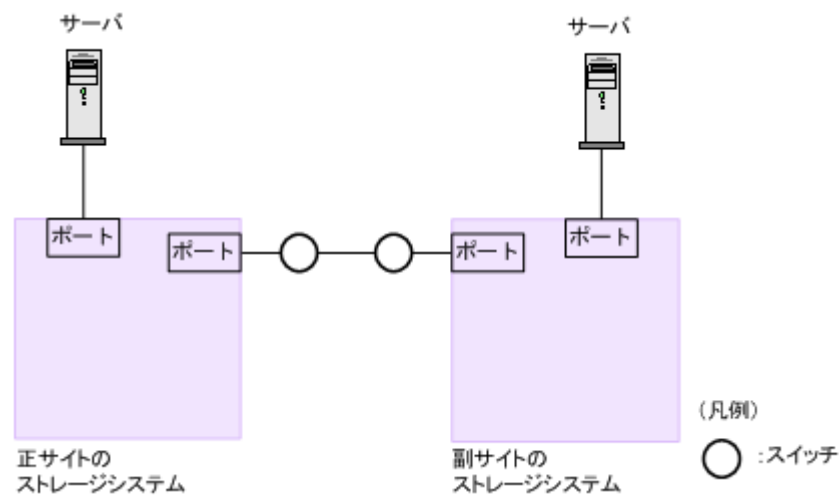 サーバ
サーバ
ポート
ポート
ポート
ポート
正サイトの
ストレージシステム
副サイトの
ストレージシステム
(凡例)
:スイッチ